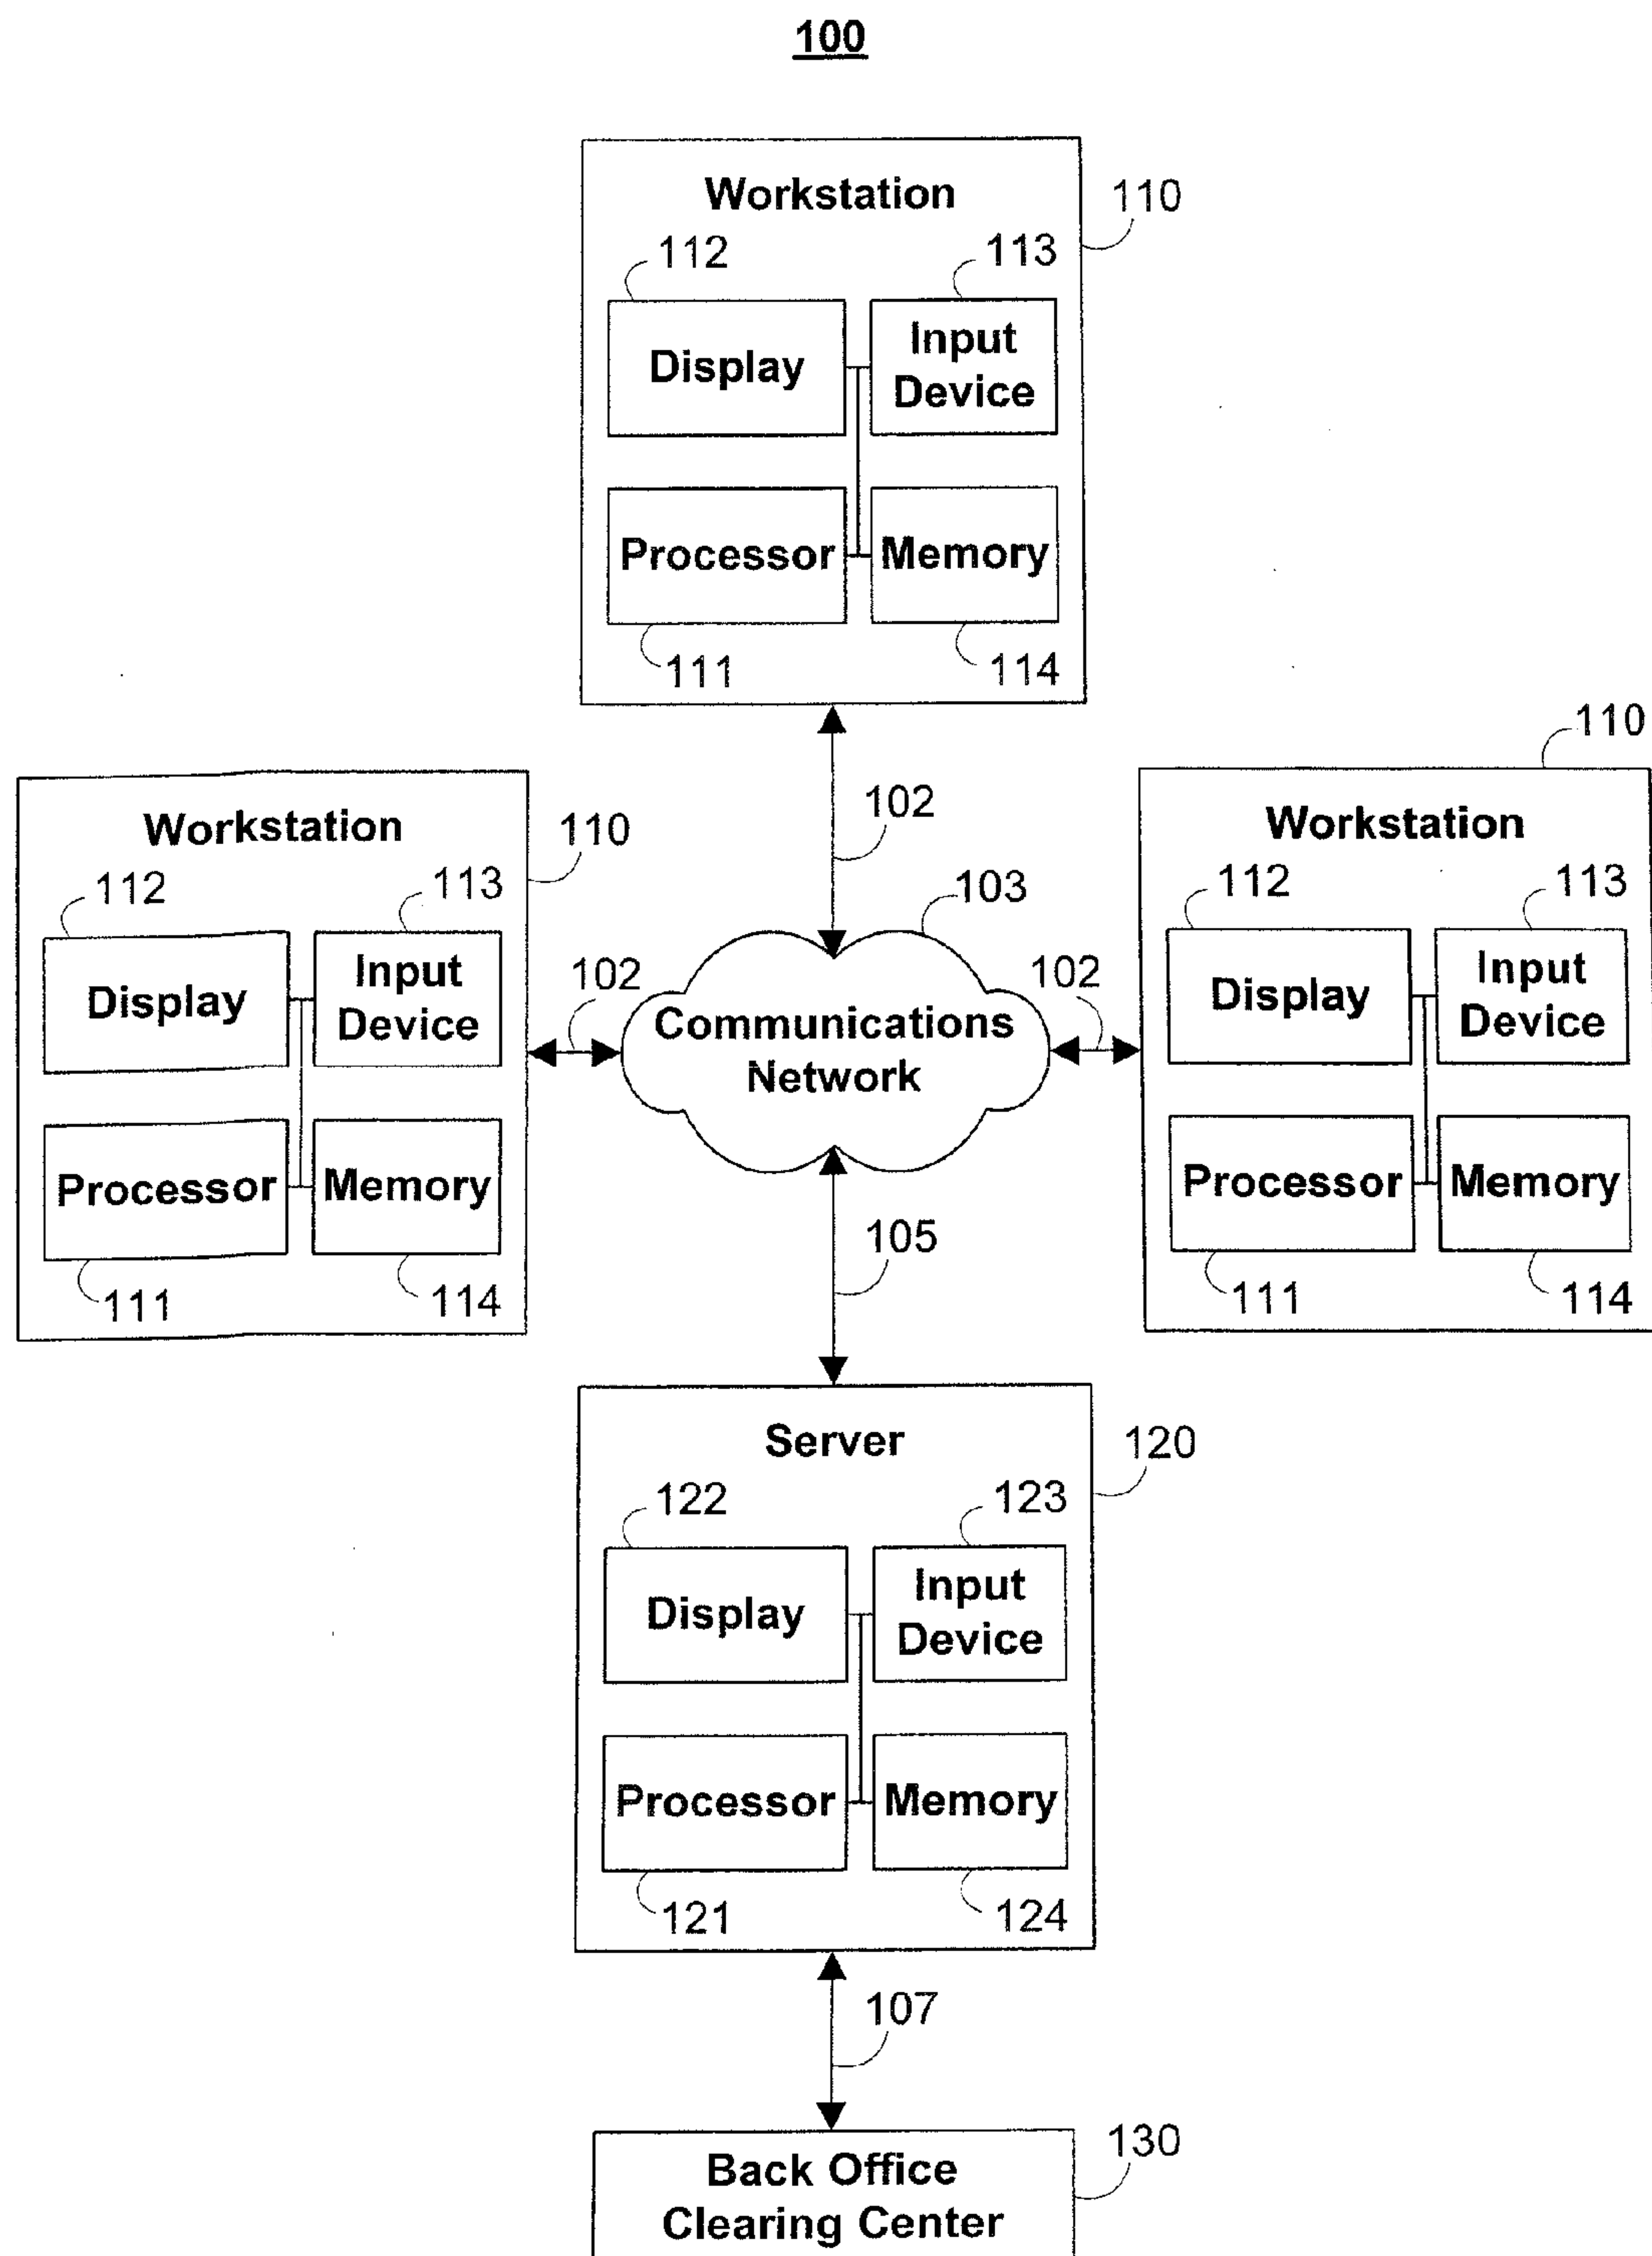 100
Workstation
110
112
113
Display
Input
Device
Processor
Memory
111
114
102
Workstation
110
112
113
Display
Input
Device
Processor
Memory
111
114
102
103
Communications
Network
102
110
Workstation
112
113
Display
Input
Device
Processor
Memory
111
114
105
Server
120
122
123
Display
Input
Device
Processor
Memory
121
124
107
Back Office
Clearing Center
130